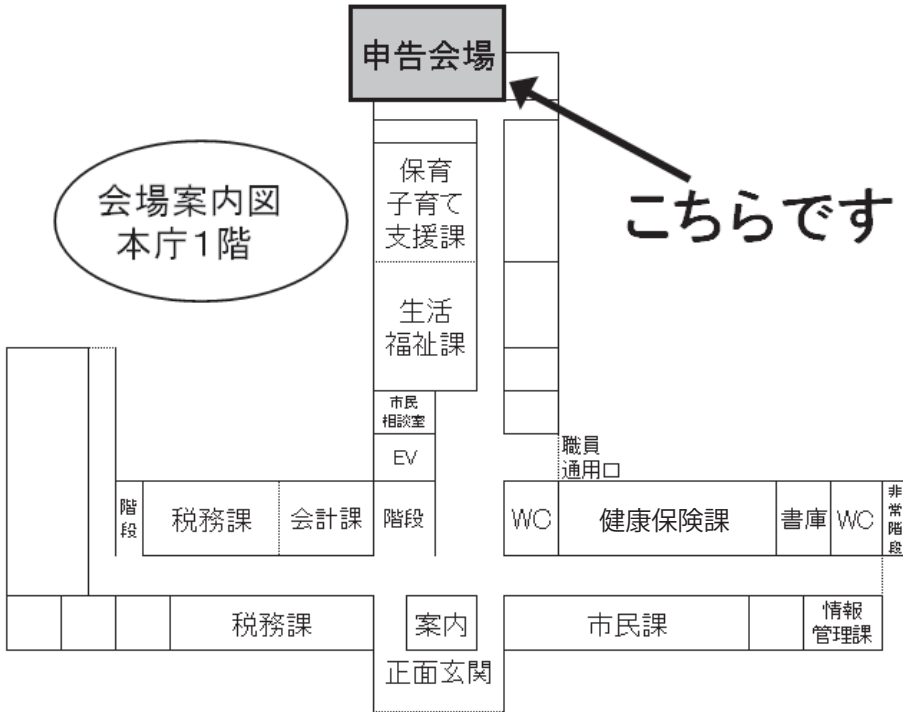 申告会場
こちらです
会場案内図
本庁1階
保育
子育て
支援課
生活
福祉課
市民
相談室
EV
職員
通用口
階段
税務課
会計課
階段
WC
健康保険課
書庫
WC
非常階段
税務課
案内
市民課
情報
管理課
正面玄関